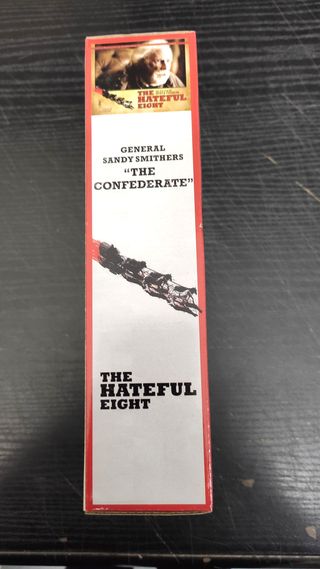 THE
HATEFUL
EIGHT
GENERAL
SANDY SMITHERS
“THE
CONFEDERATE”
THE
HATEFUL
EIGHT